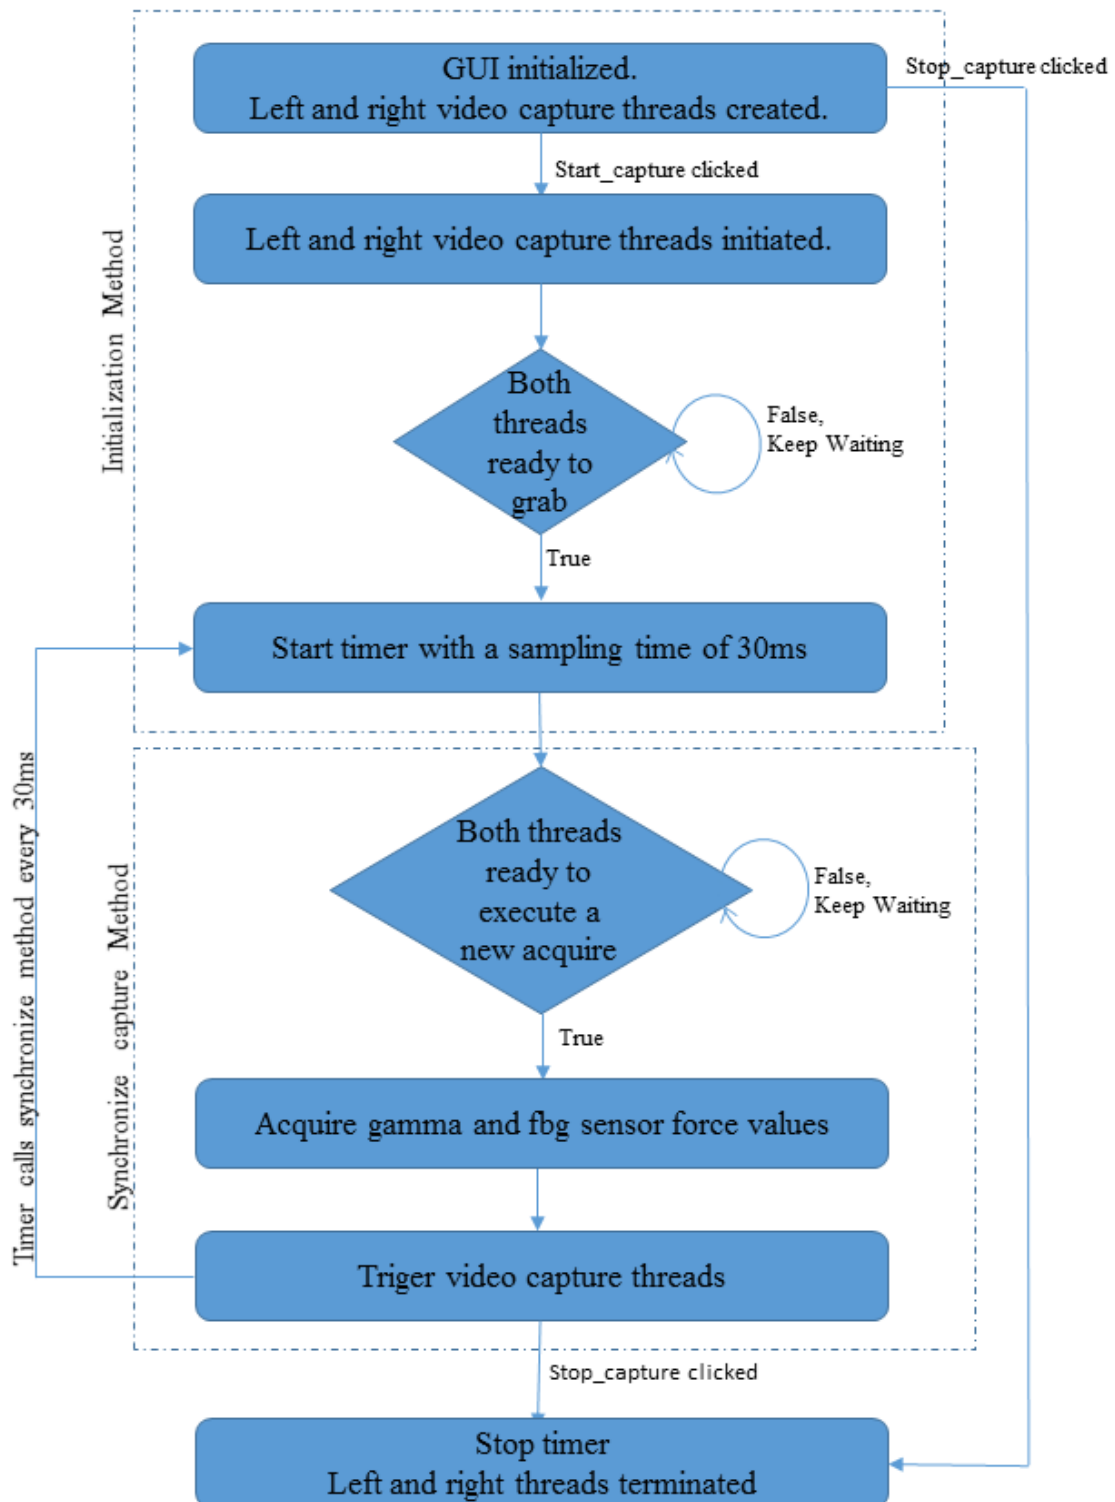 GUI initialized.
Left and right video capture threads created.
Stop_capture clicked
Start_capture clicked
Left and right video capture threads initiated.
Initialization Method
Both
threads
ready to
grab
False,
Keep Waiting
True
Start timer with a sampling time of 30ms
Timer calls synchronize method every 30ms
Synchronize capture Method
Both threads
ready to
execute a
new acquire
False,
Keep Waiting
True
Acquire gamma and fbg sensor force values
Triger video capture threads
Stop_capture clicked
Stop timer
Left and right threads terminated